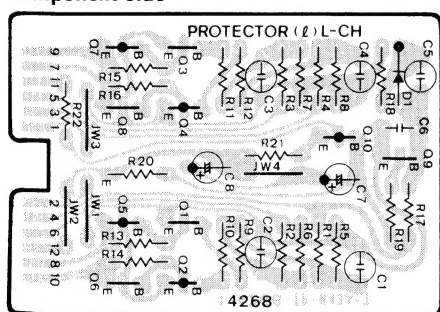 PROTECTOR (ℓ) L-CH
9
7
11
5
3
1
R22
JW3
Q7
E
B
R15
R16
E
B
Q8
E
B
Q3
E
B
Q4
R11
R12
C3
R3
R7
R4
R8
C4
R18
D1
C5
C6
E
B
Q10
E
B
Q9
R17
R19
R20
R21
JW4
C8
C7
2
4
6
12
8
10
JW2
JW1
Q5
E
B
R13
R14
Q6
E
B
Q1
E
B
Q2
E
B
R10
R9
C2
R2
R6
R1
R5
C1
4268